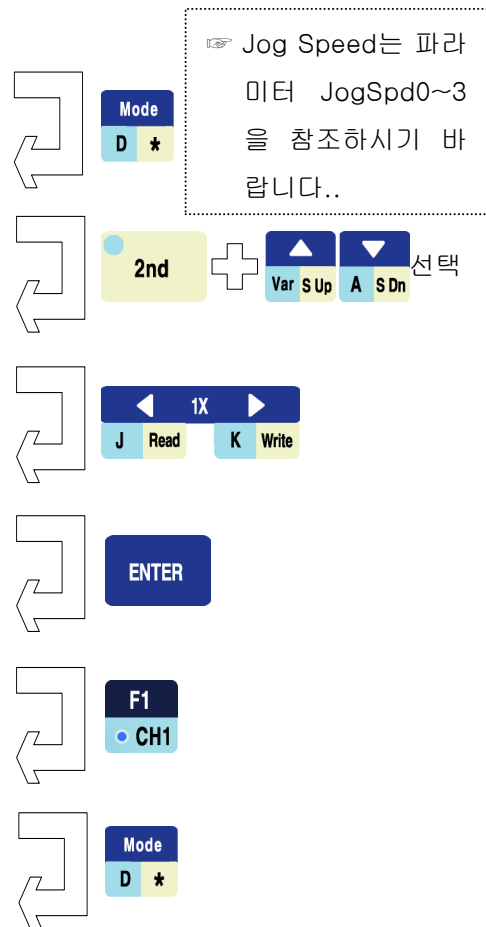 ☞ Jog Speed는 파라
미터 JogSpd0~3
을 참조하시기 바
랍니다..
Mode
D *
2nd
Var S Up A S Dn 선택
1X
J Read K Write
ENTER
F1
CH1
Mode
D *